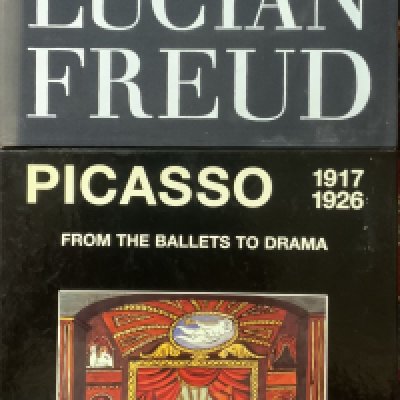 LUCIAN
FREUD
PICASSO 1917
1926
FROM THE BALLETS TO DRAMA